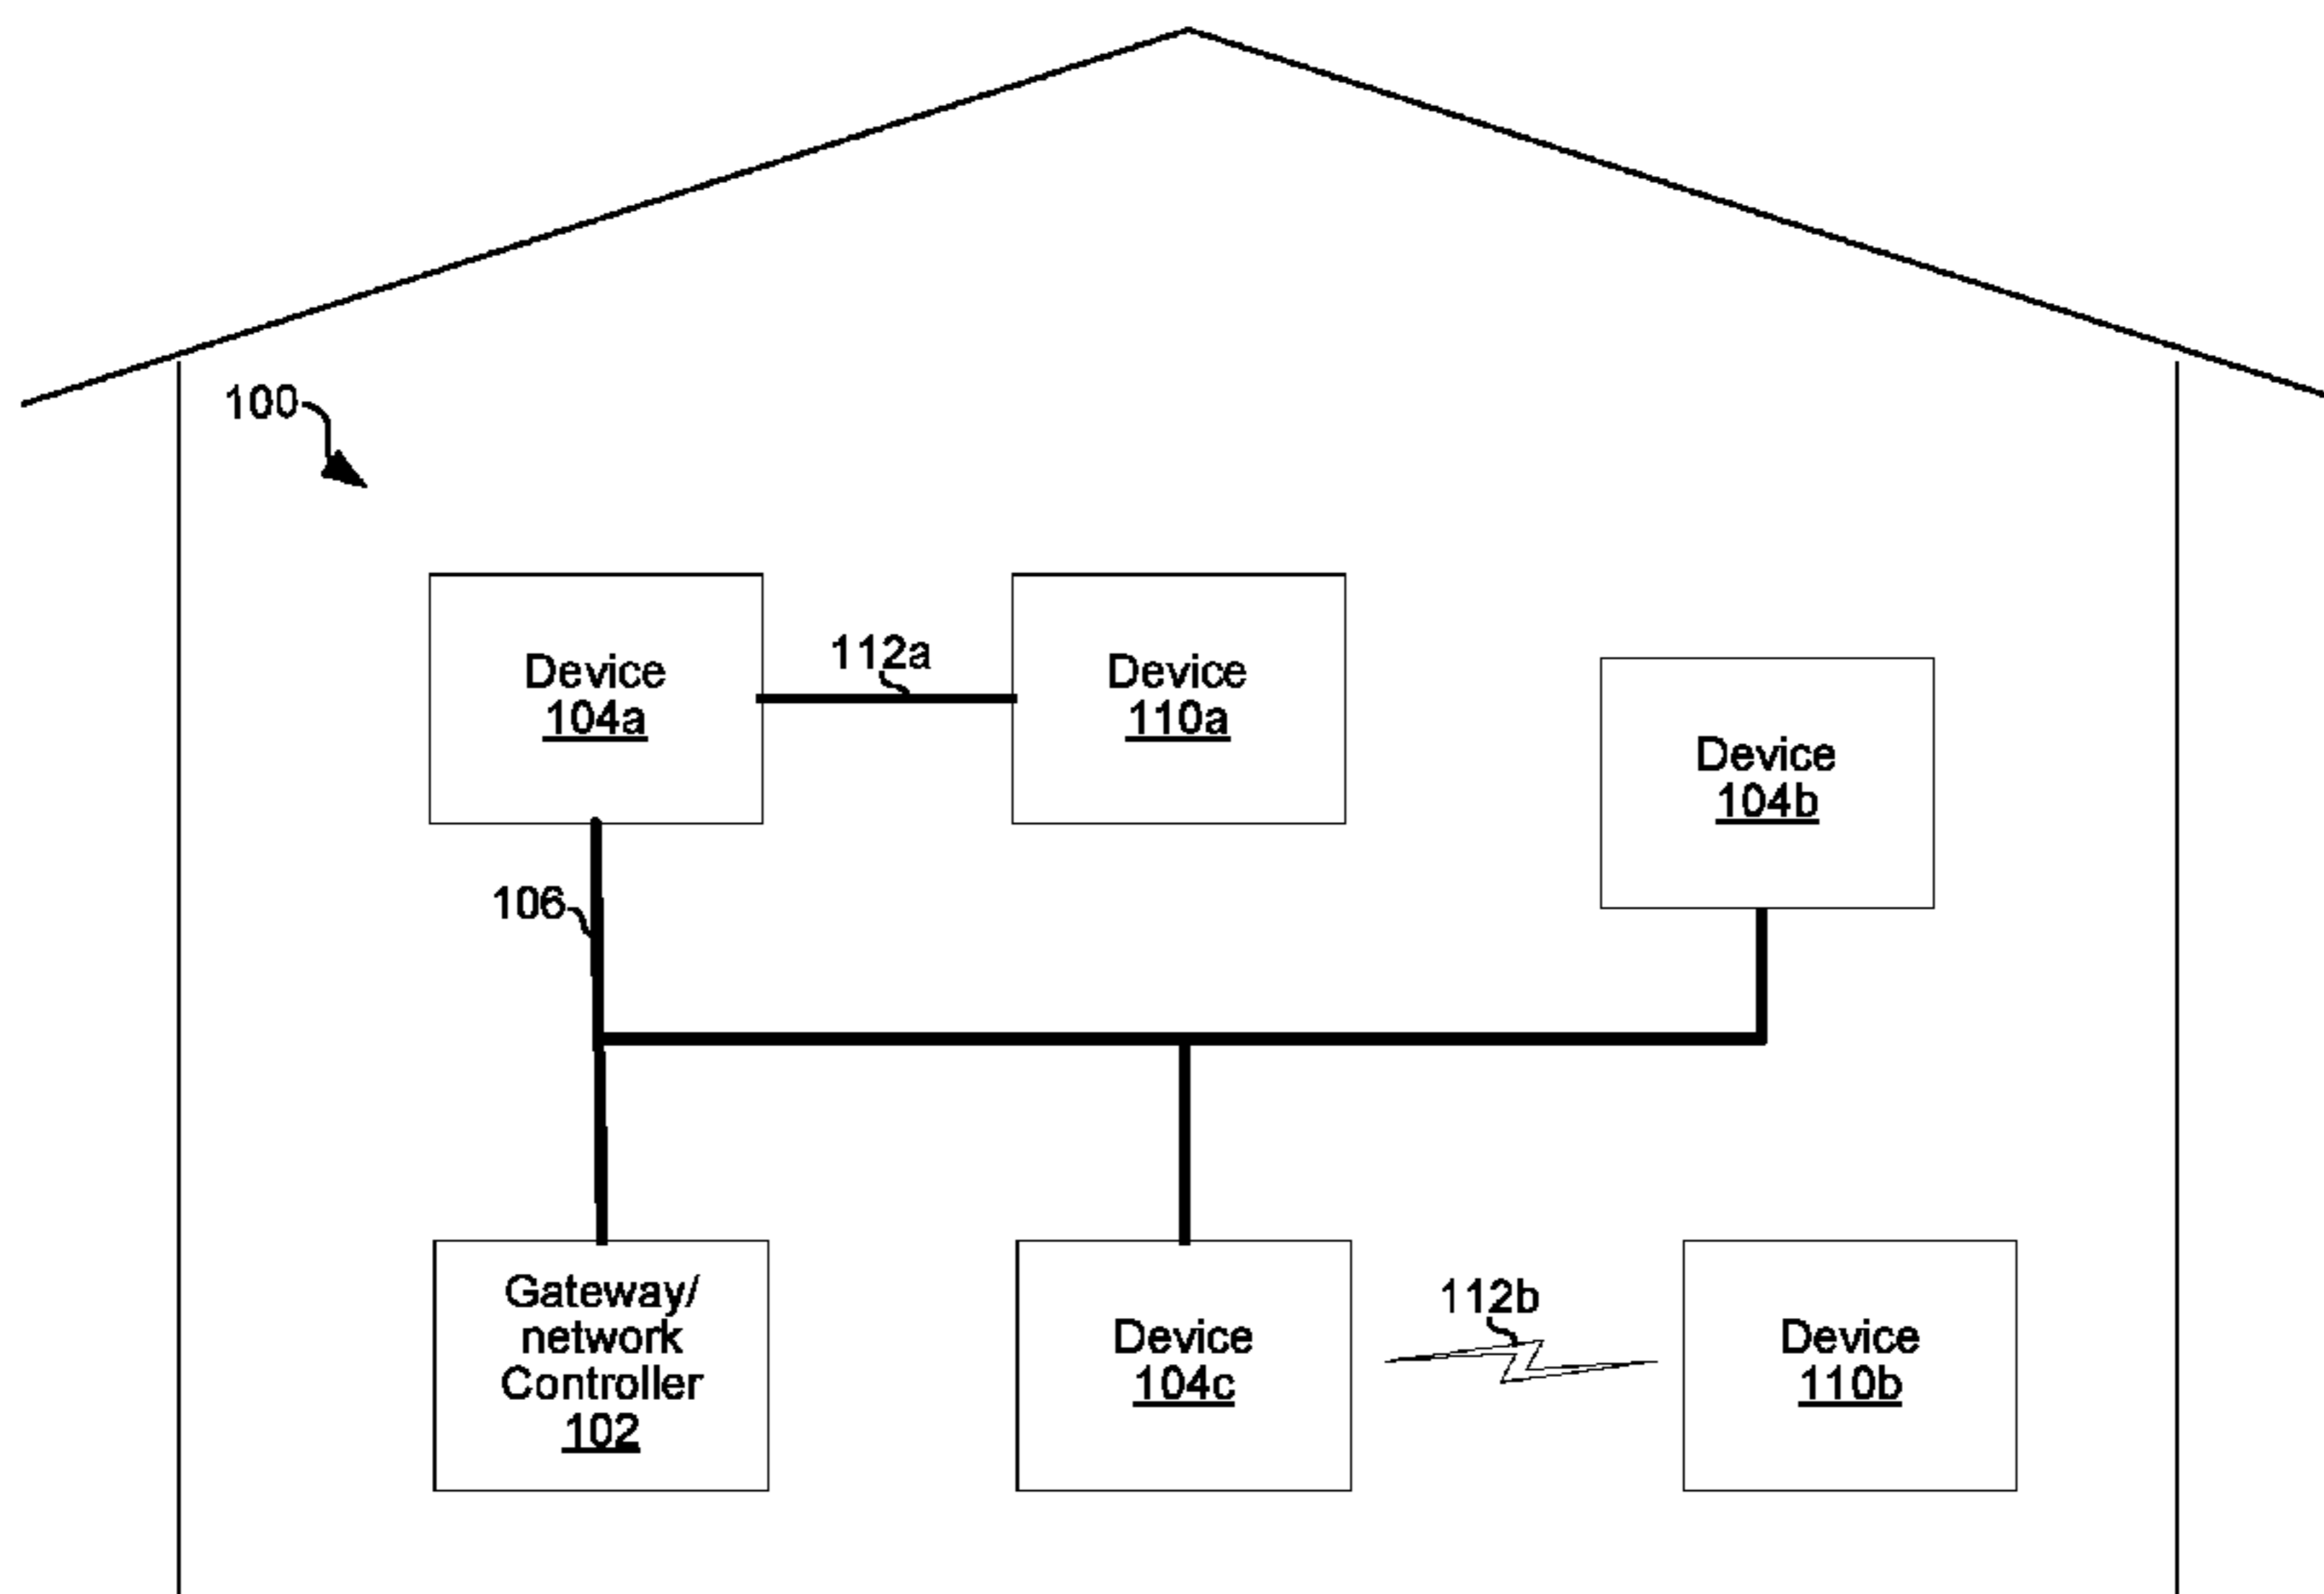 100
Device
104a
112a
Device
110a
Device
104b
106
Gateway/
network
Controller
102
Device
104c
112b
Device
110b